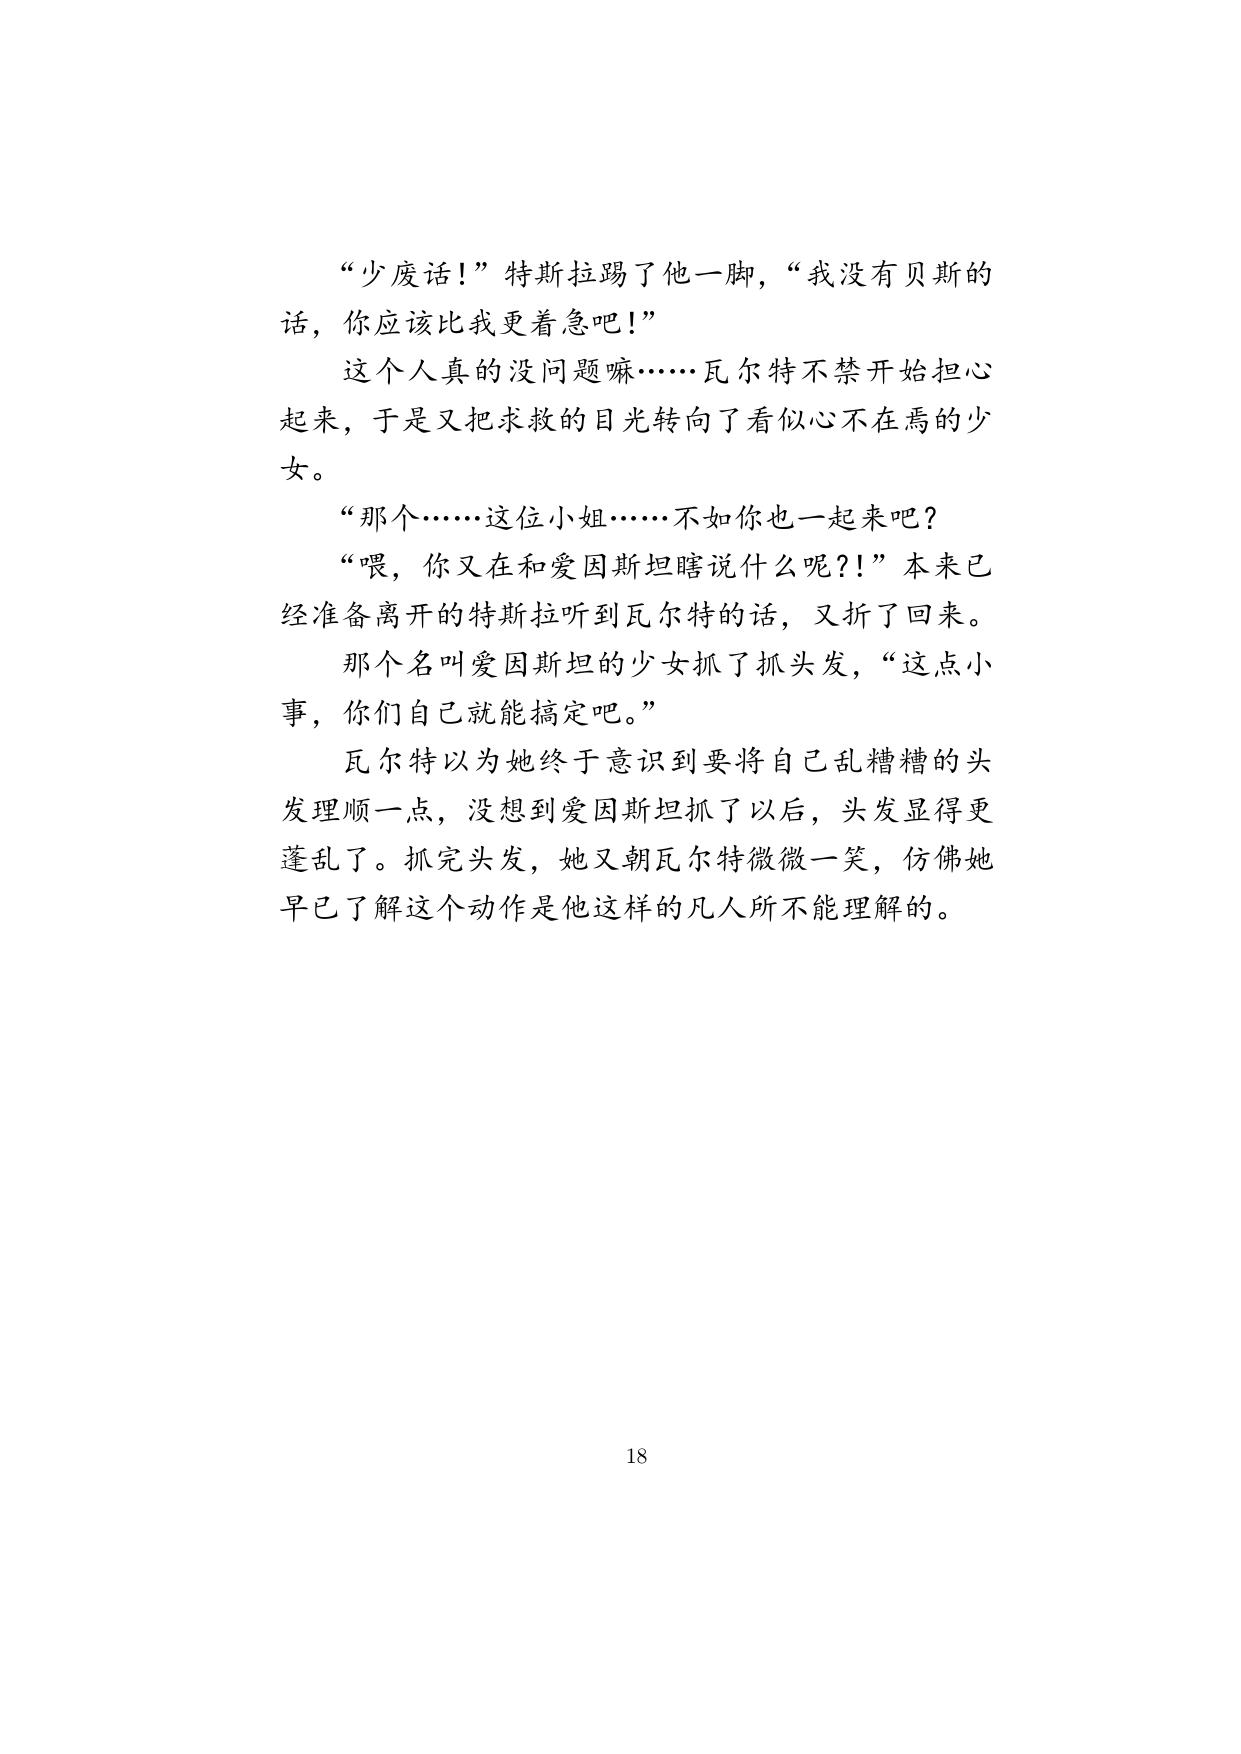 “少废话！”特斯拉踢了他一脚，“我没有贝斯的
话，你应该比我更着急吧！”
这个人真的没问题嘛……瓦尔特不禁开始担心
起来，于是又把求救的目光转向了看似心不在焉的少
女。
“那个……这位小姐……不如你也一起来吧？
“喂，你又在和爱因斯坦瞎说什么呢？！”本来已
经准备离开的特斯拉听到瓦尔特的话，又折了回来。
那个名叫爱因斯坦的少女抓了抓头发，“这点小
事，你们自己就能搞定吧。”
瓦尔特以为她终于意识到要将自己乱糟糟的头
发理顺一点，没想到爱因斯坦抓了以后，头发显得更
蓬乱了。抓完头发，她又朝瓦尔特微微一笑，仿佛她
早已了解这个动作是他这样的凡人所不能理解的。
18